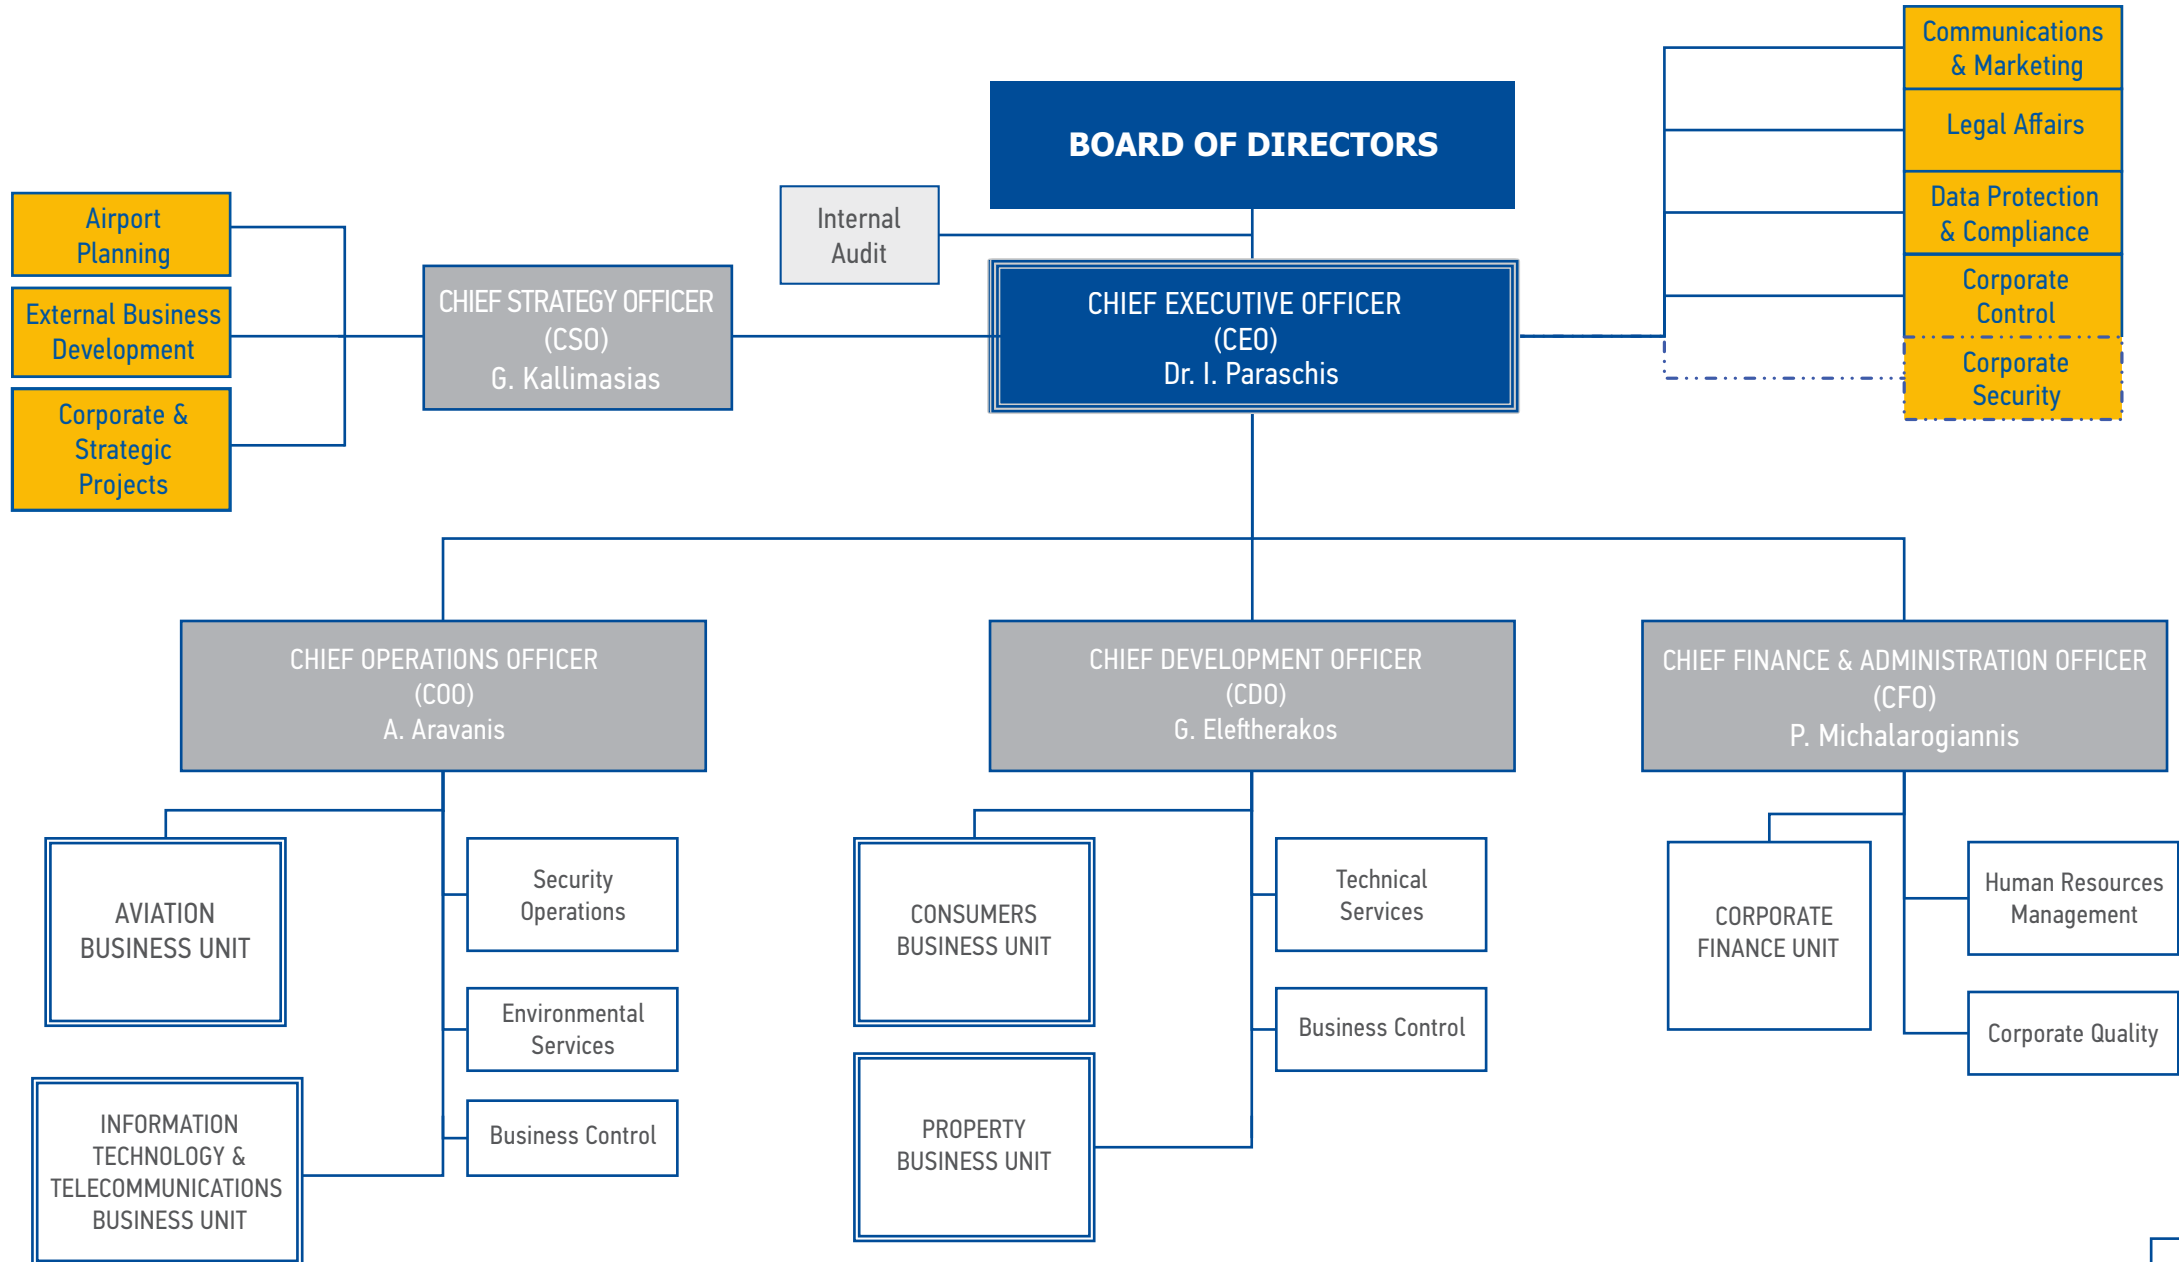 Communications
& Marketing
Legal Affairs
Data Protection
& Compliance
Corporate
Control
Corporate
Security
BOARD OF DIRECTORS
Internal
Audit
Airport
Planning
External Business
Development
Corporate &
Strategic
Projects
CHIEF STRATEGY OFFICER
(CSO)
G. Kallimasias
CHIEF EXECUTIVE OFFICER
(CEO)
Dr. I. Paraschis
CHIEF OPERATIONS OFFICER
(COO)
A. Aravanis
CHIEF DEVELOPMENT OFFICER
(CDO)
G. Eleftherakos
CHIEF FINANCE & ADMINISTRATION OFFICER
(CFO)
P. Michalarogiannis
AVIATION
BUSINESS UNIT
Security
Operations
Environmental
Services
Business Control
INFORMATION
TECHNOLOGY &
TELECOMMUNICATIONS
BUSINESS UNIT
CONSUMERS
BUSINESS UNIT
Technical
Services
Business Control
PROPERTY
BUSINESS UNIT
CORPORATE
FINANCE UNIT
Human Resources
Management
Corporate Quality